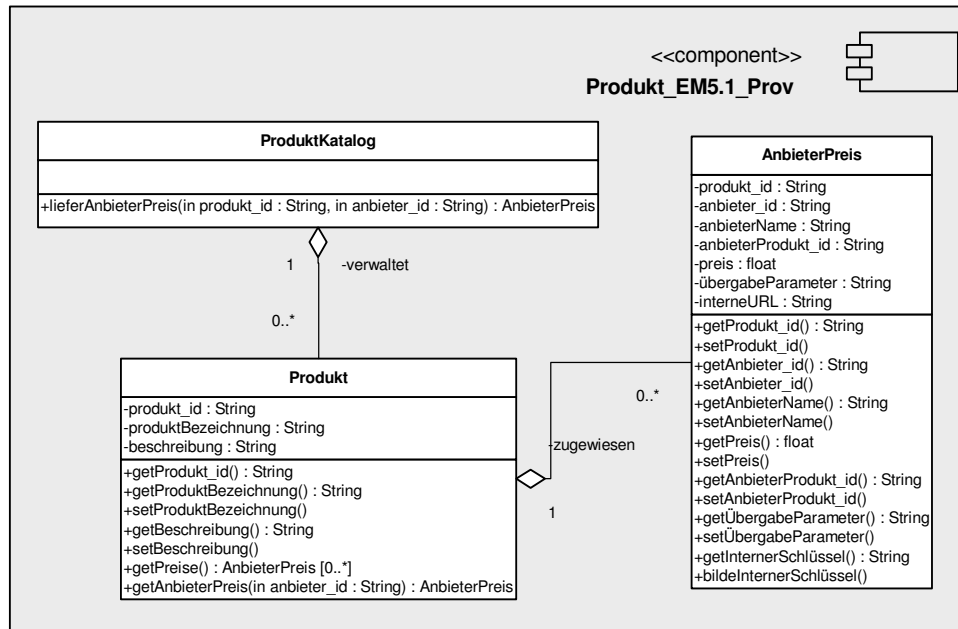 <<component>>
Produkt_EM5.1_Prov
ProduktKatalog
+lieferAnbieterPreis(in produkt_id : String, in anbieter_id : String) : AnbieterPreis
1
-verwaltet
0..*
Produkt
-produkt_id : String
-produktBezeichnung : String
-beschreibung : String
+getProdukt_id() : String
+getProduktBezeichnung() : String
+setProduktBezeichnung()
+getBeschreibung() : String
+setBeschreibung()
+getPreise() : AnbieterPreis [0..*]
+getAnbieterPreis(in anbieter_id : String) : AnbieterPreis
0..*
-zugewiesen
1
AnbieterPreis
-produkt_id : String
-anbieter_id : String
-anbieterName : String
-anbieterProdukt_id : String
-preis : float
-übergabeParameter : String
-interneURL : String
+getProdukt_id() : String
+setProdukt_id()
+getAnbieter_id() : String
+setAnbieter_id()
+getAnbieterName() : String
+setAnbieterName()
+getPreis() : float
+setPreis()
+getAnbieterProdukt_id() : String
+setAnbieterProdukt_id()
+getÜbergabeParameter() : String
+setÜbergabeParameter()
+getInternerSchlüssel() : String
+bildeInternerSchlüssel()